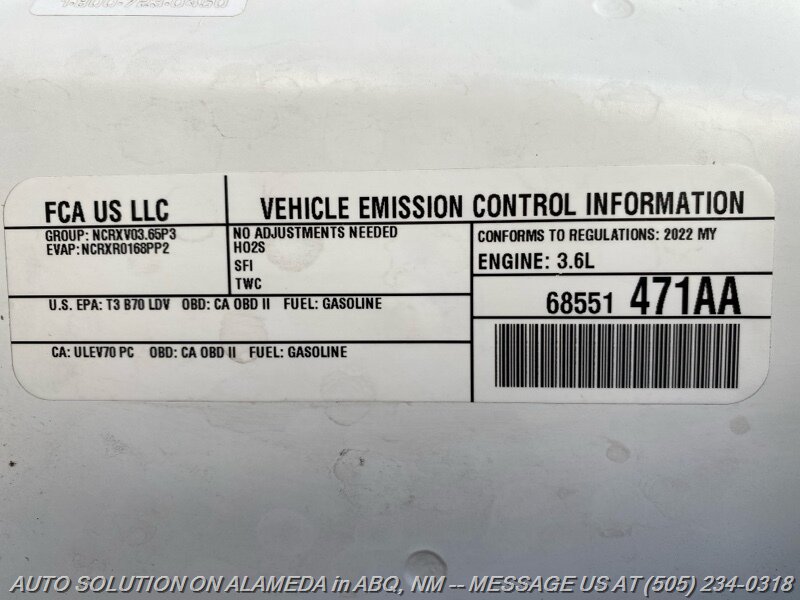 FCA US LLC
VEHICLE EMISSION CONTROL INFORMATION
GROUP: NCRXV03.65P3
EVAP: NCRXR0168PP2
NO ADJUSTMENTS NEEDED
HO2S
SFI
TWC
CONFORMS TO REGULATIONS: 2022 MY
ENGINE: 3.6L
U.S. EPA: T3 B70 LDV OBD: CA OBD II FUEL: GASOLINE
68551 471AA
CA: ULEV70 PC OBD: CA OBD II FUEL: GASOLINE
AUTO SOLUTION ON ALAMEDA in ABQ, NM -- MESSAGE US AT (505) 234-0318